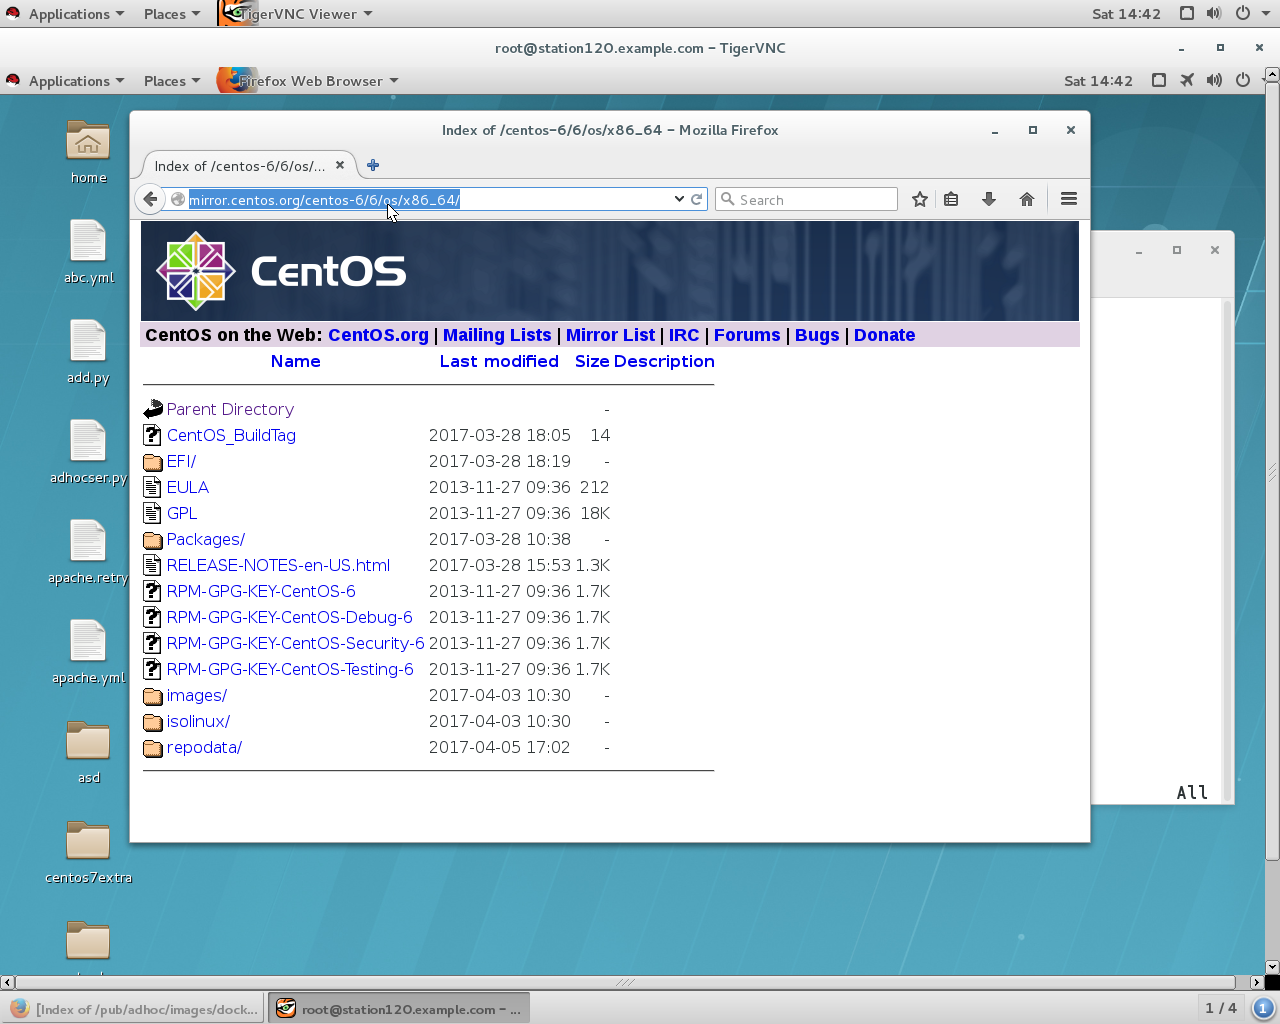 Applications Places TigerVNC Viewer Sat 14:42
root@station120.example.com - TigerVNC
Applications Places Firefox Web Browser Sat 14:42
Index of /centos-6/6/os/x86_64 - Mozilla Firefox
Index of /centos-6/6/os/...
mirror.centos.org/centos-6/6/os/x86_64/ Search
CentOS
CentOS on the Web: CentOS.org | Mailing Lists | Mirror List | IRC | Forums | Bugs | Donate
Name Last modified Size Description
Parent Directory -
CentOS_BuildTag 2017-03-28 18:05 14
EFI/ 2017-03-28 18:19 -
EULA 2013-11-27 09:36 212
GPL 2013-11-27 09:36 18K
Packages/ 2017-03-28 10:38 -
RELEASE-NOTES-en-US.html 2017-03-28 15:53 1.3K
RPM-GPG-KEY-CentOS-6 2013-11-27 09:36 1.7K
RPM-GPG-KEY-CentOS-Debug-6 2013-11-27 09:36 1.7K
RPM-GPG-KEY-CentOS-Security-6 2013-11-27 09:36 1.7K
RPM-GPG-KEY-CentOS-Testing-6 2013-11-27 09:36 1.7K
images/ 2017-04-03 10:30 -
isolinux/ 2017-04-03 10:30 -
repodata/ 2017-04-05 17:02 -
home
abc.yml
add.py
adhocser.py
apache.retry
apache.yml
asd
centos7extra
All
[Index of /pub/adhoc/images/dock... root@station120.example.com - ... 1 / 4 1